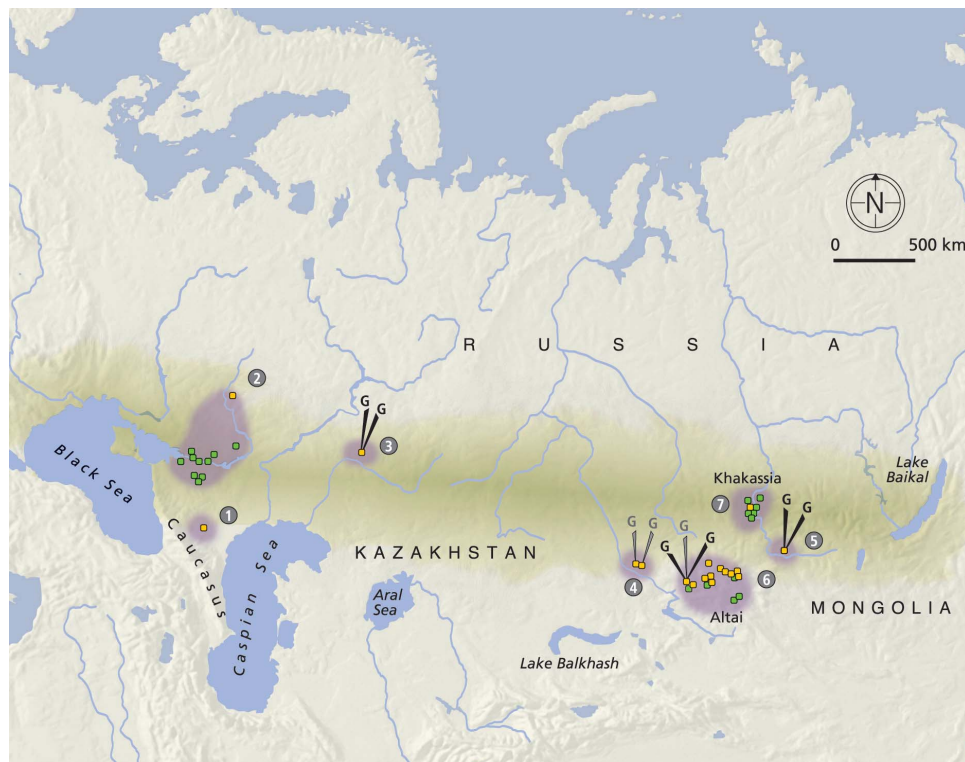 N
0 500 km
R U S S I A
2
G G
3
Black Sea
Khakassia
Lake
Baikal
7
G G
1
G G G
5
Caucasus
KAZAKHSTAN
G G
4
6
Caspian Sea
Aral
Sea
MONGOLIA
Altai
Lake Balkhash